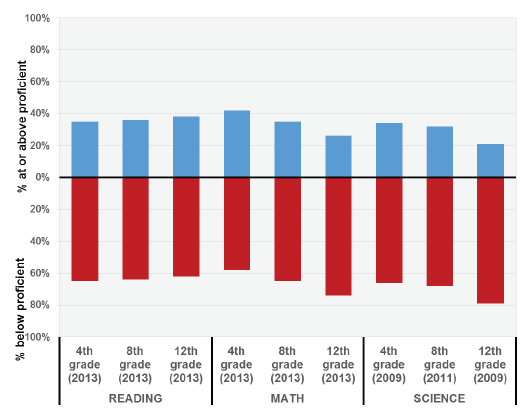 100%
80%
60%
40%
20%
0%
20%
40%
60%
80%
100%
% at or above proficient
% below proficient
4th grade (2013)
8th grade (2013)
12th grade (2013)
4th grade (2013)
8th grade (2013)
12th grade (2013)
4th grade (2009)
8th grade (2011)
12th grade (2009)
READING
MATH
SCIENCE